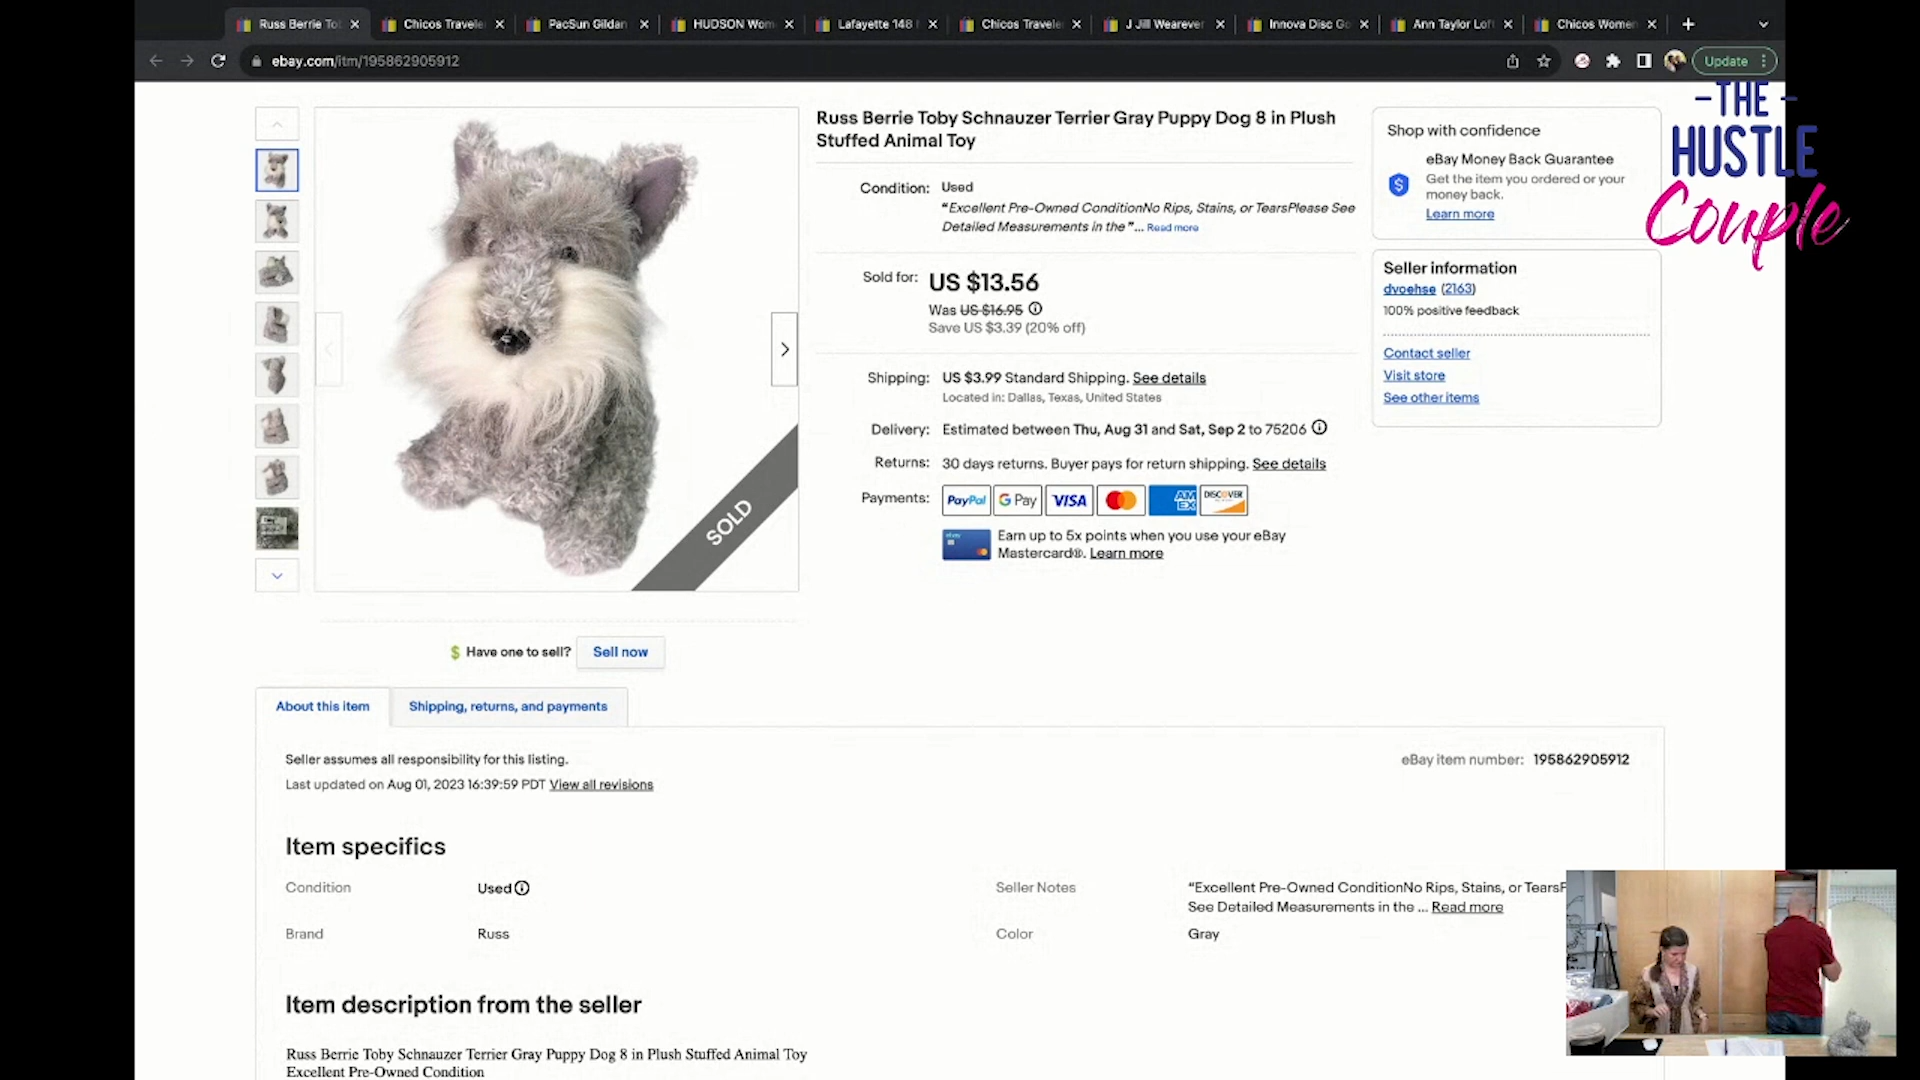 Russ Berrie To
Chicos Travele
PacSun Gildan
HUDSON Wom
Lafayette 148
Chicos Travele
J Jill Wearever
Innova Disc Go
Ann Taylor Lof
Chicos Women
ebay.com/itm/195862905912
Update
-THE-
HUSTLE
Couple
Russ Berrie Toby Schnauzer Terrier Gray Puppy Dog 8 in Plush
Stuffed Animal Toy
Condition: Used
"Excellent Pre-Owned ConditionNo Rips, Stains, or TearsPlease See
Detailed Measurements in the "... Read more
Sold for: US $13.56
Was US $16.95
Save US $3.39 (20% off)
Shipping: US $3.99 Standard Shipping. See details
Located in: Dallas, Texas, United States
Delivery: Estimated between Thu, Aug 31 and Sat, Sep 2 to 75206
Returns: 30 days returns. Buyer pays for return shipping. See details
Payments: PayPal G Pay VISA AM EX DISCOVER
Earn up to 5x points when you use your eBay
Mastercard®. Learn more
Shop with confidence
eBay Money Back Guarantee
Get the item you ordered or your
money back.
Learn more
Seller information
dvoehse (2163)
100% positive feedback
Contact seller
Visit store
See other items
SOLD
Have one to sell? Sell now
About this item
Shipping, returns, and payments
Seller assumes all responsibility for this listing.
Last updated on Aug 01, 2023 16:39:59 PDT View all revisions
eBay item number: 195862905912
Item specifics
Condition Used
Seller Notes "Excellent Pre-Owned ConditionNo Rips, Stains, or Tears
See Detailed Measurements in the ... Read more
Brand Russ
Color Gray
Item description from the seller
Russ Berrie Toby Schnauzer Terrier Gray Puppy Dog 8 in Plush Stuffed Animal Toy
Excellent Pre-Owned Condition